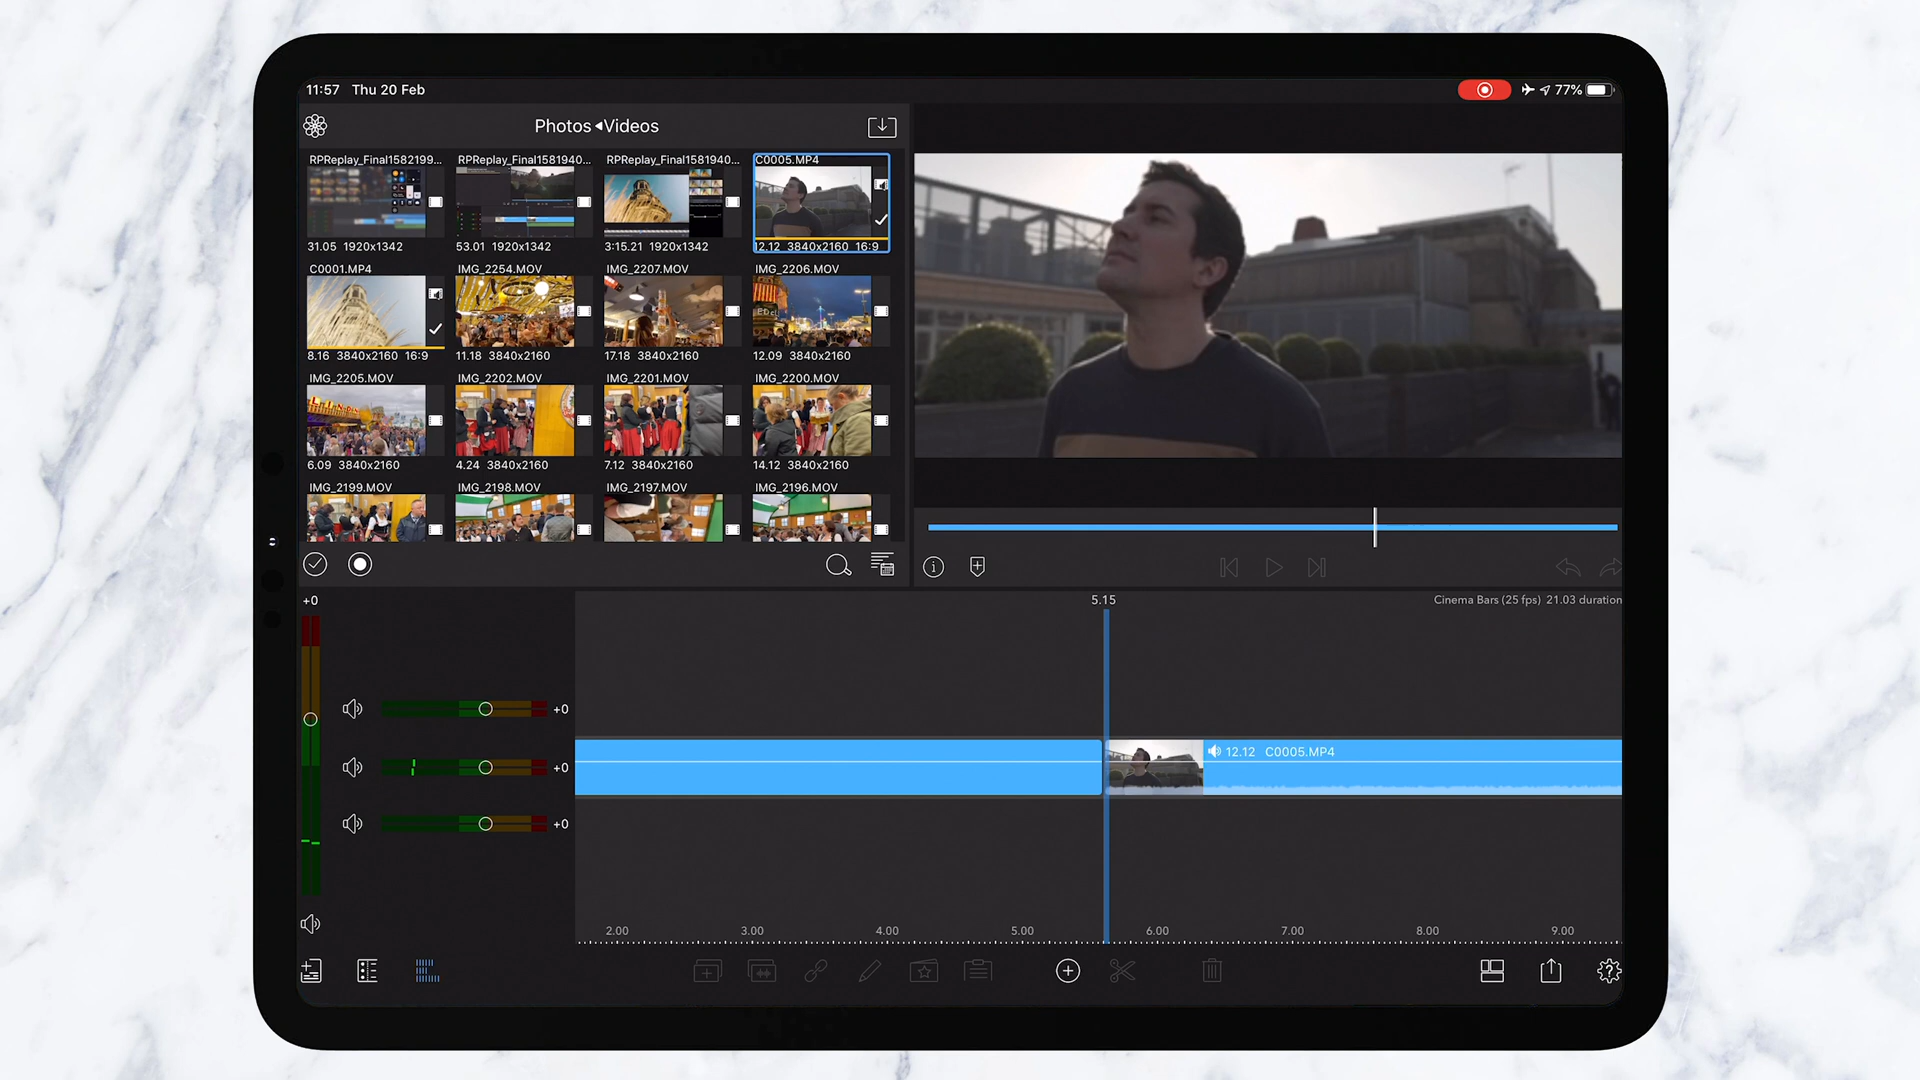 11:57 Thu 20 Feb
77%
Photos ◂Videos
RPReplay_Final1582199... RPReplay_Final1581940... RPReplay_Final1581940... C0005.MP4
31.05 1920x1342 53.01 1920x1342 3:15.21 1920x1342 12.12 3840x2160 16:9
C0001.MP4 IMG_2254.MOV IMG_2207.MOV IMG_2206.MOV
8.16 3840x2160 16:9 11.18 3840x2160 17.18 3840x2160 12.09 3840x2160
IMG_2205.MOV IMG_2202.MOV IMG_2201.MOV IMG_2200.MOV
6.09 3840x2160 4.24 3840x2160 7.12 3840x2160 14.12 3840x2160
IMG_2199.MOV IMG_2198.MOV IMG_2197.MOV IMG_2196.MOV
+0
5.15
Cinema Bars (25 fps) 21.03 duration
+0
12.12 C0005.MP4
+0
+0
2.00 3.00 4.00 5.00 6.00 7.00 8.00 9.00